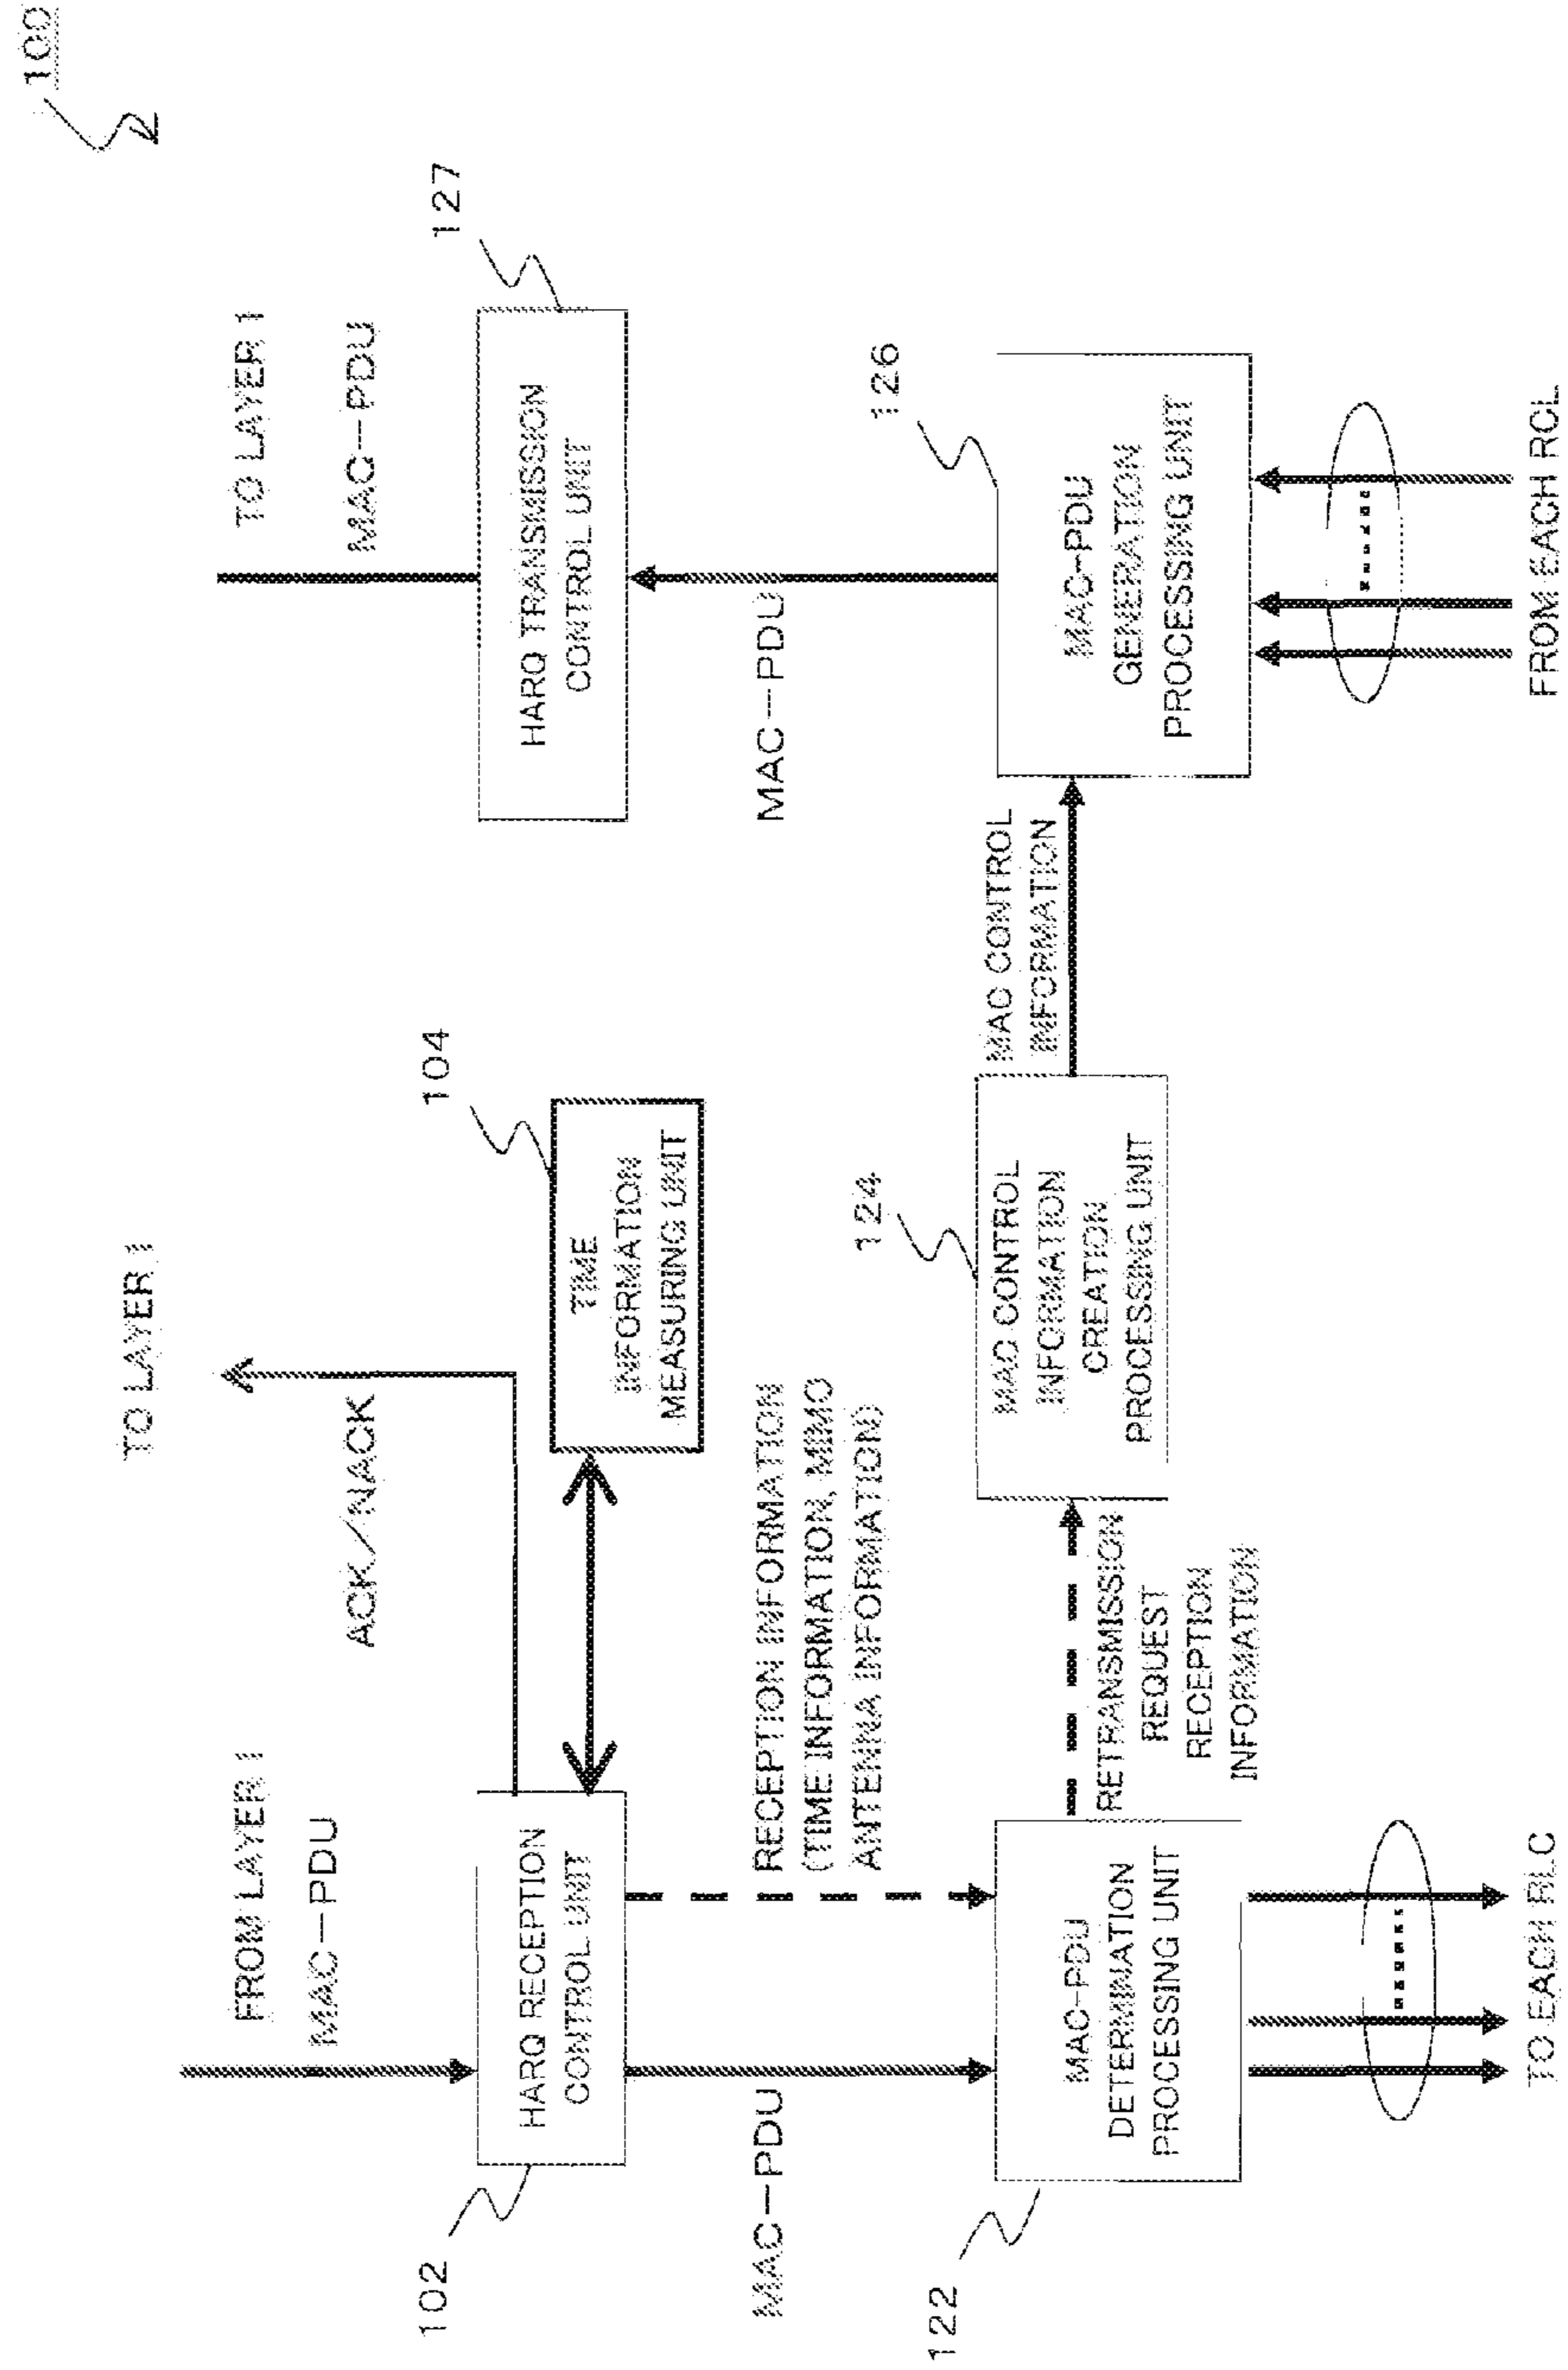 100
FROM LAYER 1
MAC-PDU
TO LAYER 1
ACK/NACK
TO LAYER 1
MAC-PDU
102
HARQ RECEPTION
CONTROL UNIT
104
TIME
INFORMATION
MEASURING UNIT
127
HARQ TRANSMISSION
CONTROL UNIT
MAC-PDU
RECEPTION INFORMATION
(TIME INFORMATION, MIMO
ANTENNA INFORMATION)
MAC-PDU
122
MAC-PDU
DETERMINATION
PROCESSING UNIT
RETRANSMISSION
REQUEST
RECEPTION
INFORMATION
124
MAC CONTROL
INFORMATION
CREATION
PROCESSING UNIT
MAC CONTROL
INFORMATION
126
MAC-PDU
GENERATION
PROCESSING UNIT
TO EACH RLC
FROM EACH RCL